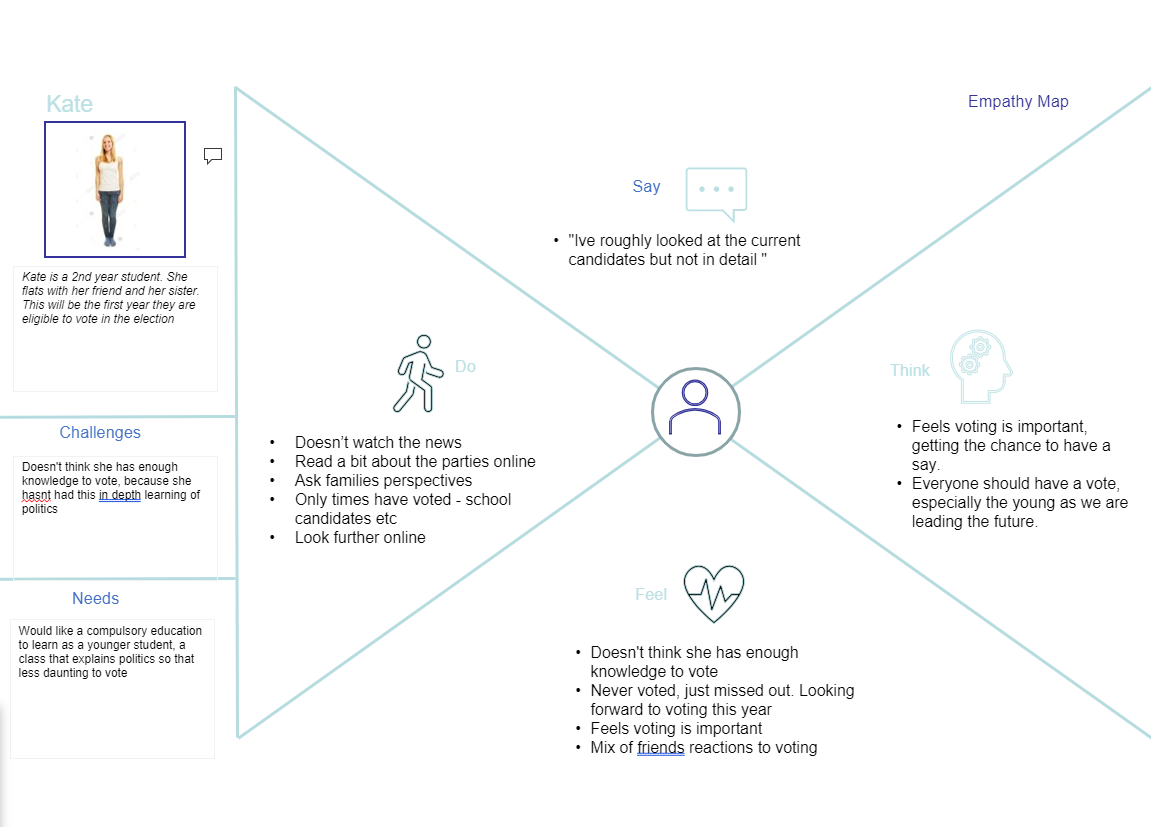 Kate
Empathy Map
Kate is a 2nd year student. She
flats with her friend and her sister.
This will be the first year they are
eligible to vote in the election
Challenges
Doesn't think she has enough
knowledge to vote, because she
hasnt had this in depth learning of
politics
Needs
Would like a compulsory education
to learn as a younger student, a
class that explains politics so that
less daunting to vote
Say
• "Ive roughly looked at the current
candidates but not in detail "
Do
• Doesn’t watch the news
• Read a bit about the parties online
• Ask families perspectives
• Only times have voted - school
candidates etc
• Look further online
Think
• Feels voting is important,
getting the chance to have a
say.
• Everyone should have a vote,
especially the young as we are
leading the future.
Feel
• Doesn't think she has enough
knowledge to vote
• Never voted, just missed out. Looking
forward to voting this year
• Feels voting is important
• Mix of friends reactions to voting